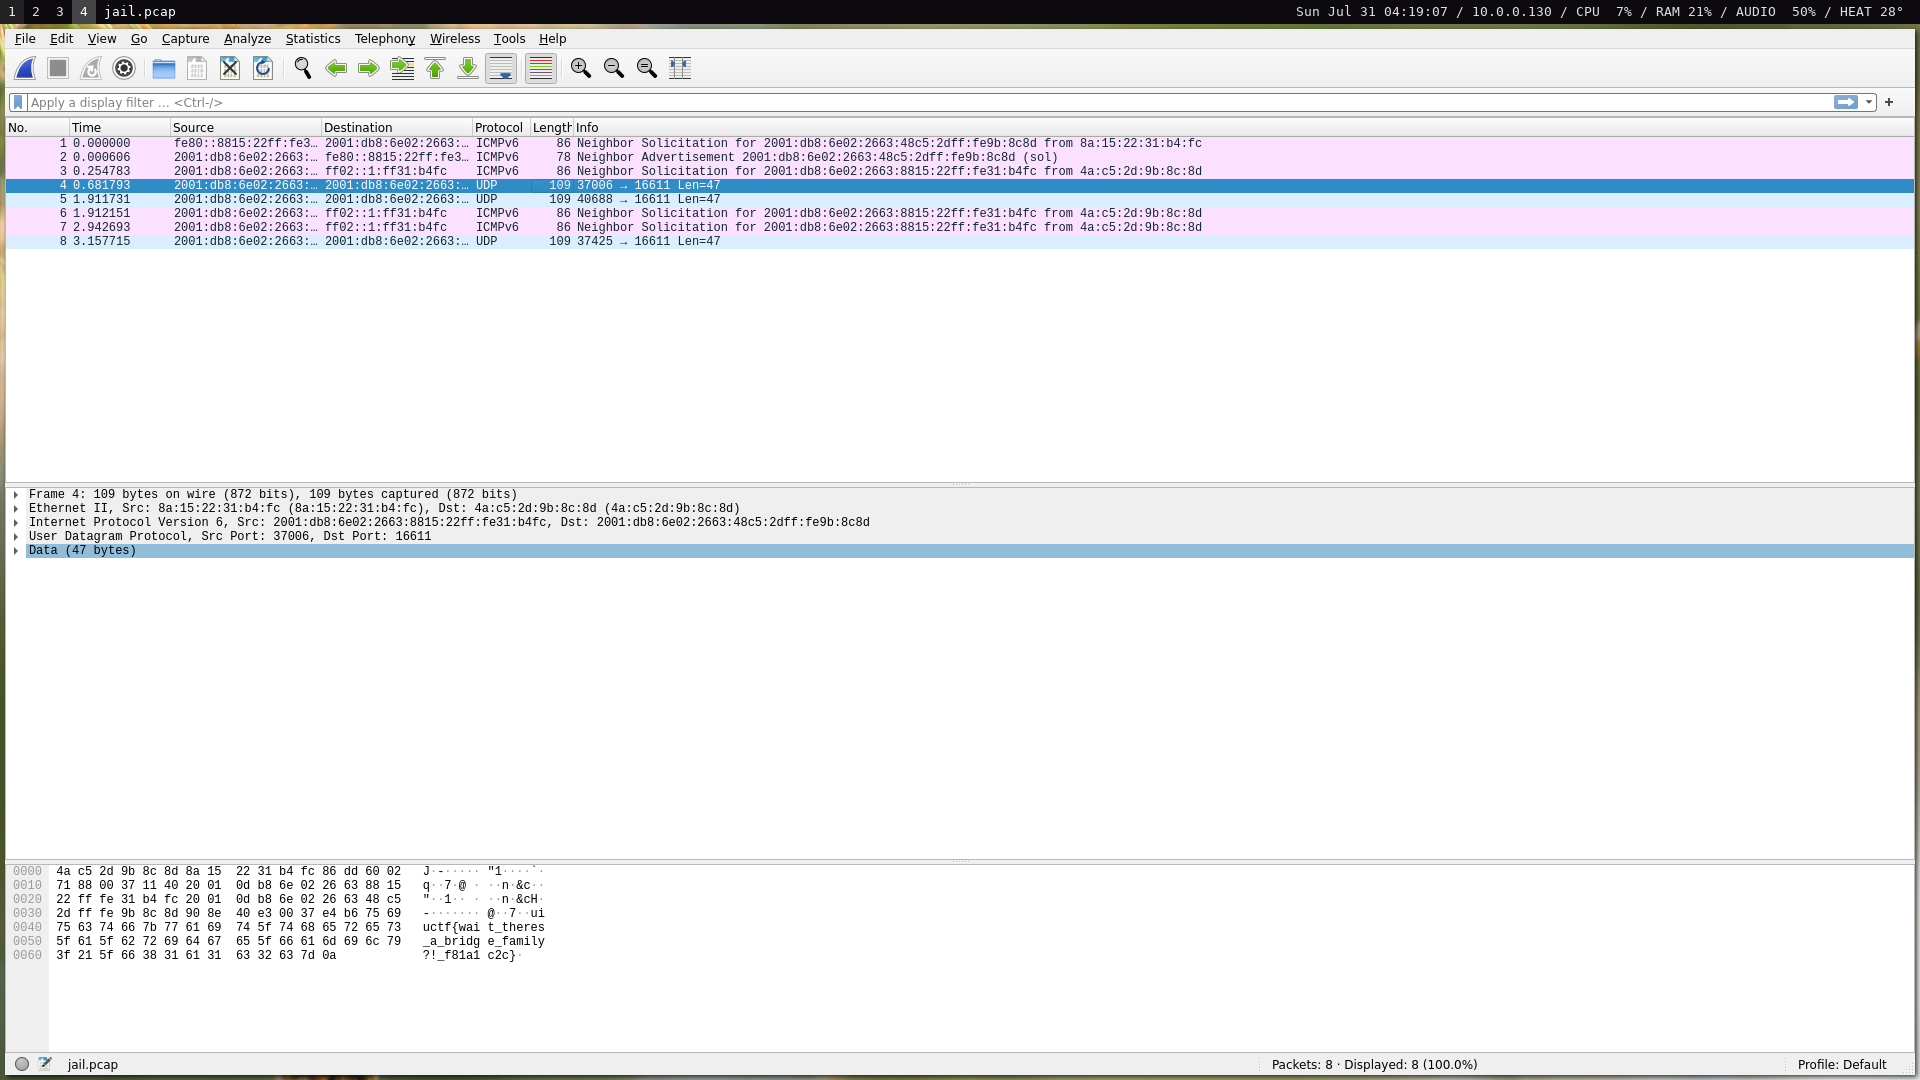 1 2 3 4 jail.pcap Sun Jul 31 04:19:07 / 10.0.0.130 / CPU 7% / RAM 21% / AUDIO 50% / HEAT 28°
File Edit View Go Capture Analyze Statistics Telephony Wireless Tools Help
Apply a display filter … <Ctrl-/>
No. Time Source Destination Protocol Length Info
1 0.000000 fe80::8815:22ff:fe3… 2001:db8:6e02:2663:… ICMPv6 86 Neighbor Solicitation for 2001:db8:6e02:2663:48c5:2dff:fe9b:8c8d from 8a:15:22:31:b4:fc
2 0.000606 2001:db8:6e02:2663:… fe80::8815:22ff:fe3… ICMPv6 78 Neighbor Advertisement 2001:db8:6e02:2663:48c5:2dff:fe9b:8c8d (sol)
3 0.254783 2001:db8:6e02:2663:… ff02::1:ff31:b4fc ICMPv6 86 Neighbor Solicitation for 2001:db8:6e02:2663:8815:22ff:fe31:b4fc from 4a:c5:2d:9b:8c:8d
4 0.681793 2001:db8:6e02:2663:… 2001:db8:6e02:2663:… UDP 109 37006 → 16611 Len=47
5 1.911731 2001:db8:6e02:2663:… 2001:db8:6e02:2663:… UDP 109 40688 → 16611 Len=47
6 1.912151 2001:db8:6e02:2663:… ff02::1:ff31:b4fc ICMPv6 86 Neighbor Solicitation for 2001:db8:6e02:2663:8815:22ff:fe31:b4fc from 4a:c5:2d:9b:8c:8d
7 2.942693 2001:db8:6e02:2663:… ff02::1:ff31:b4fc ICMPv6 86 Neighbor Solicitation for 2001:db8:6e02:2663:8815:22ff:fe31:b4fc from 4a:c5:2d:9b:8c:8d
8 3.157715 2001:db8:6e02:2663:… 2001:db8:6e02:2663:… UDP 109 37425 → 16611 Len=47
Frame 4: 109 bytes on wire (872 bits), 109 bytes captured (872 bits)
Ethernet II, Src: 8a:15:22:31:b4:fc (8a:15:22:31:b4:fc), Dst: 4a:c5:2d:9b:8c:8d (4a:c5:2d:9b:8c:8d)
Internet Protocol Version 6, Src: 2001:db8:6e02:2663:8815:22ff:fe31:b4fc, Dst: 2001:db8:6e02:2663:48c5:2dff:fe9b:8c8d
User Datagram Protocol, Src Port: 37006, Dst Port: 16611
Data (47 bytes)
0000 4a c5 2d 9b 8c 8d 8a 15 22 31 b4 fc 86 dd 60 02 J·-····· "1····`·
0010 71 88 00 37 11 40 20 01 0d b8 6e 02 26 63 88 15 q··7·@ · ··n·&c··
0020 22 ff fe 31 b4 fc 20 01 0d b8 6e 02 26 63 48 c5 "··1·· · ··n·&cH·
0030 2d ff fe 9b 8c 8d 90 8e 40 e3 00 37 e4 b6 75 69 -······· @··7··ui
0040 75 63 74 66 7b 77 61 69 74 5f 74 68 65 72 65 73 uctf{wai t_theres
0050 5f 61 5f 62 72 69 64 67 65 5f 66 61 6d 69 6c 79 _a_bridg e_family
0060 3f 21 5f 66 38 31 61 31 63 32 63 7d 0a ?!_f81a1 c2c}·
jail.pcap Packets: 8 · Displayed: 8 (100.0%) Profile: Default